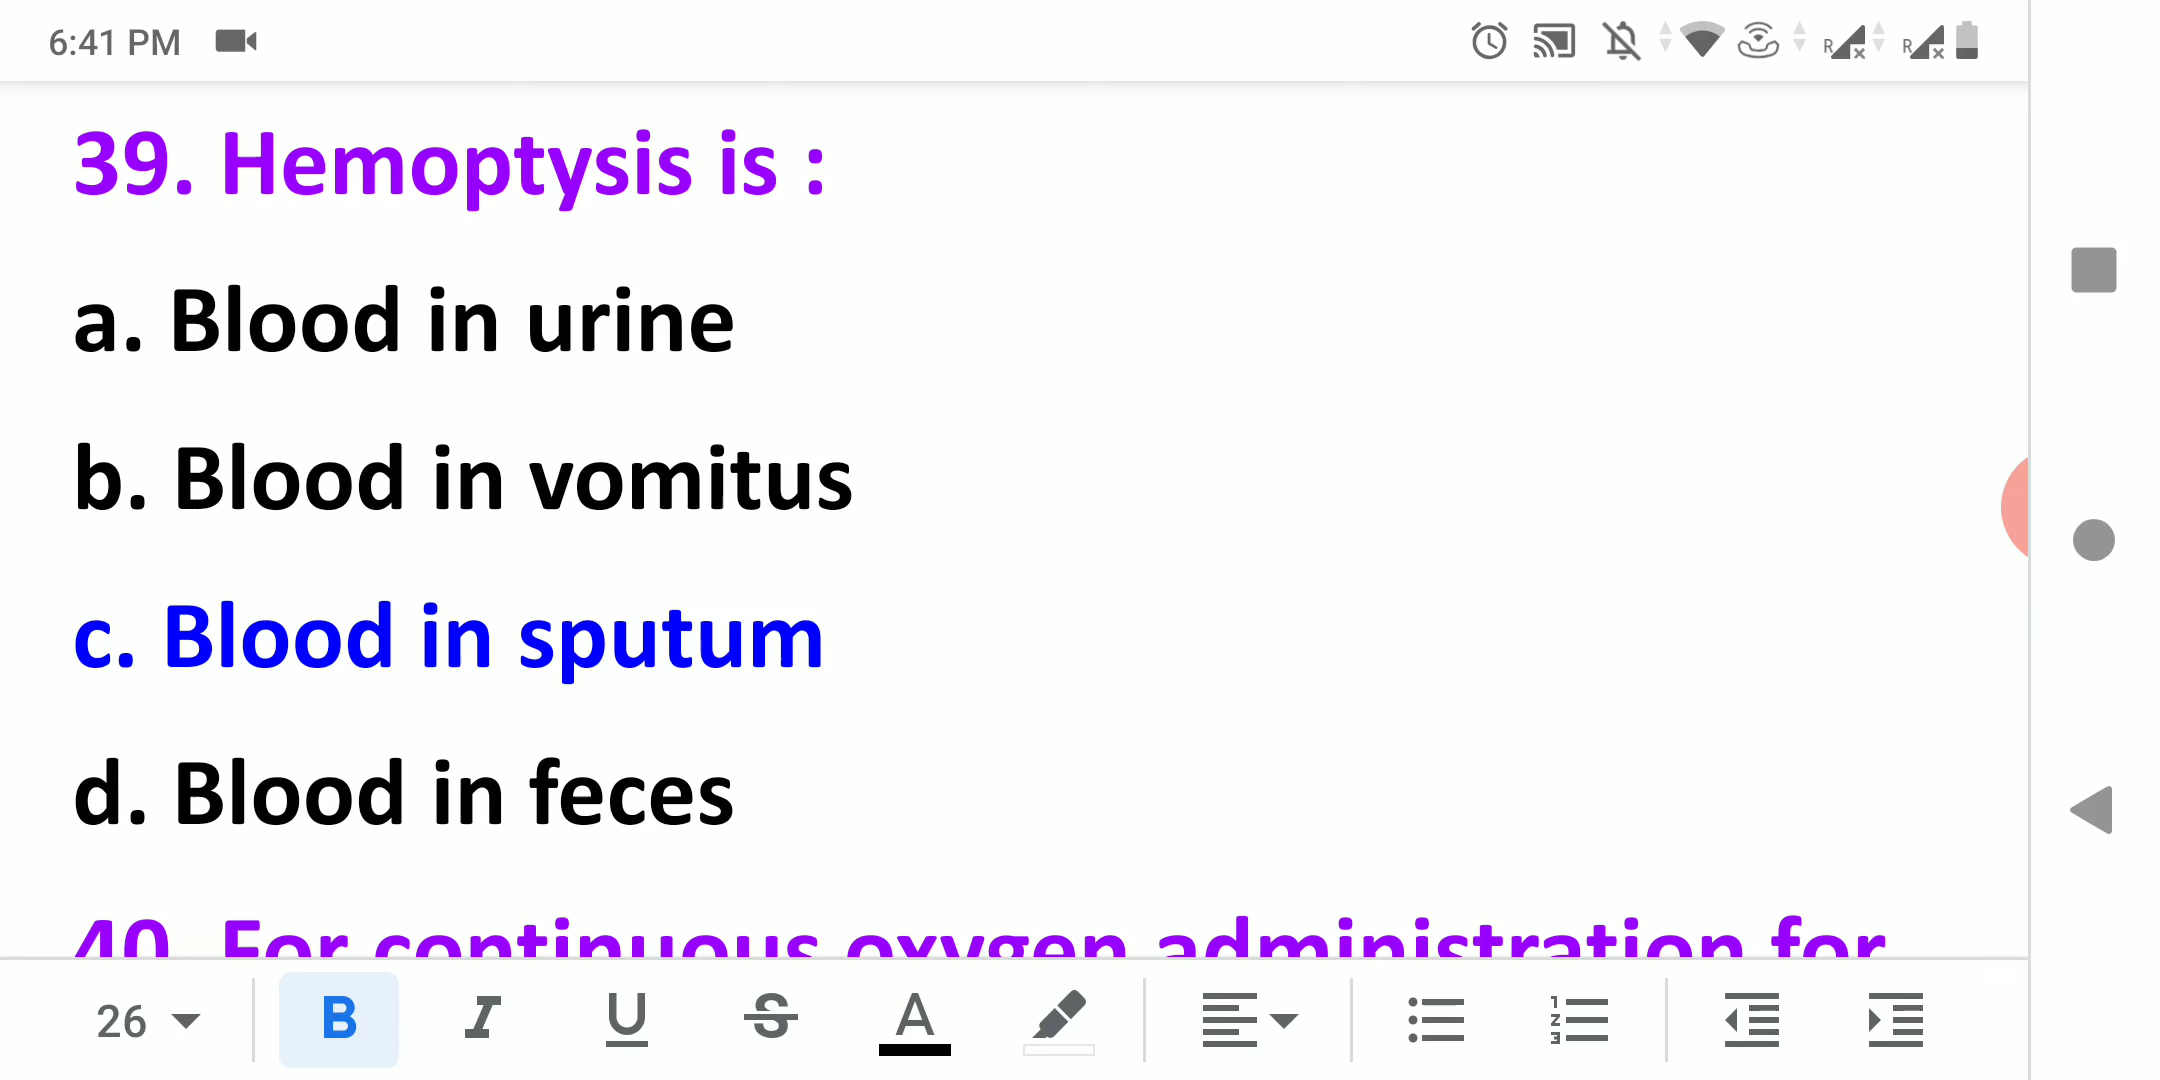 6:41 PM
R R
39. Hemoptysis is :
a. Blood in urine
b. Blood in vomitus
c. Blood in sputum
d. Blood in feces
40. For continuous oxygen administration for
26 B I U S A